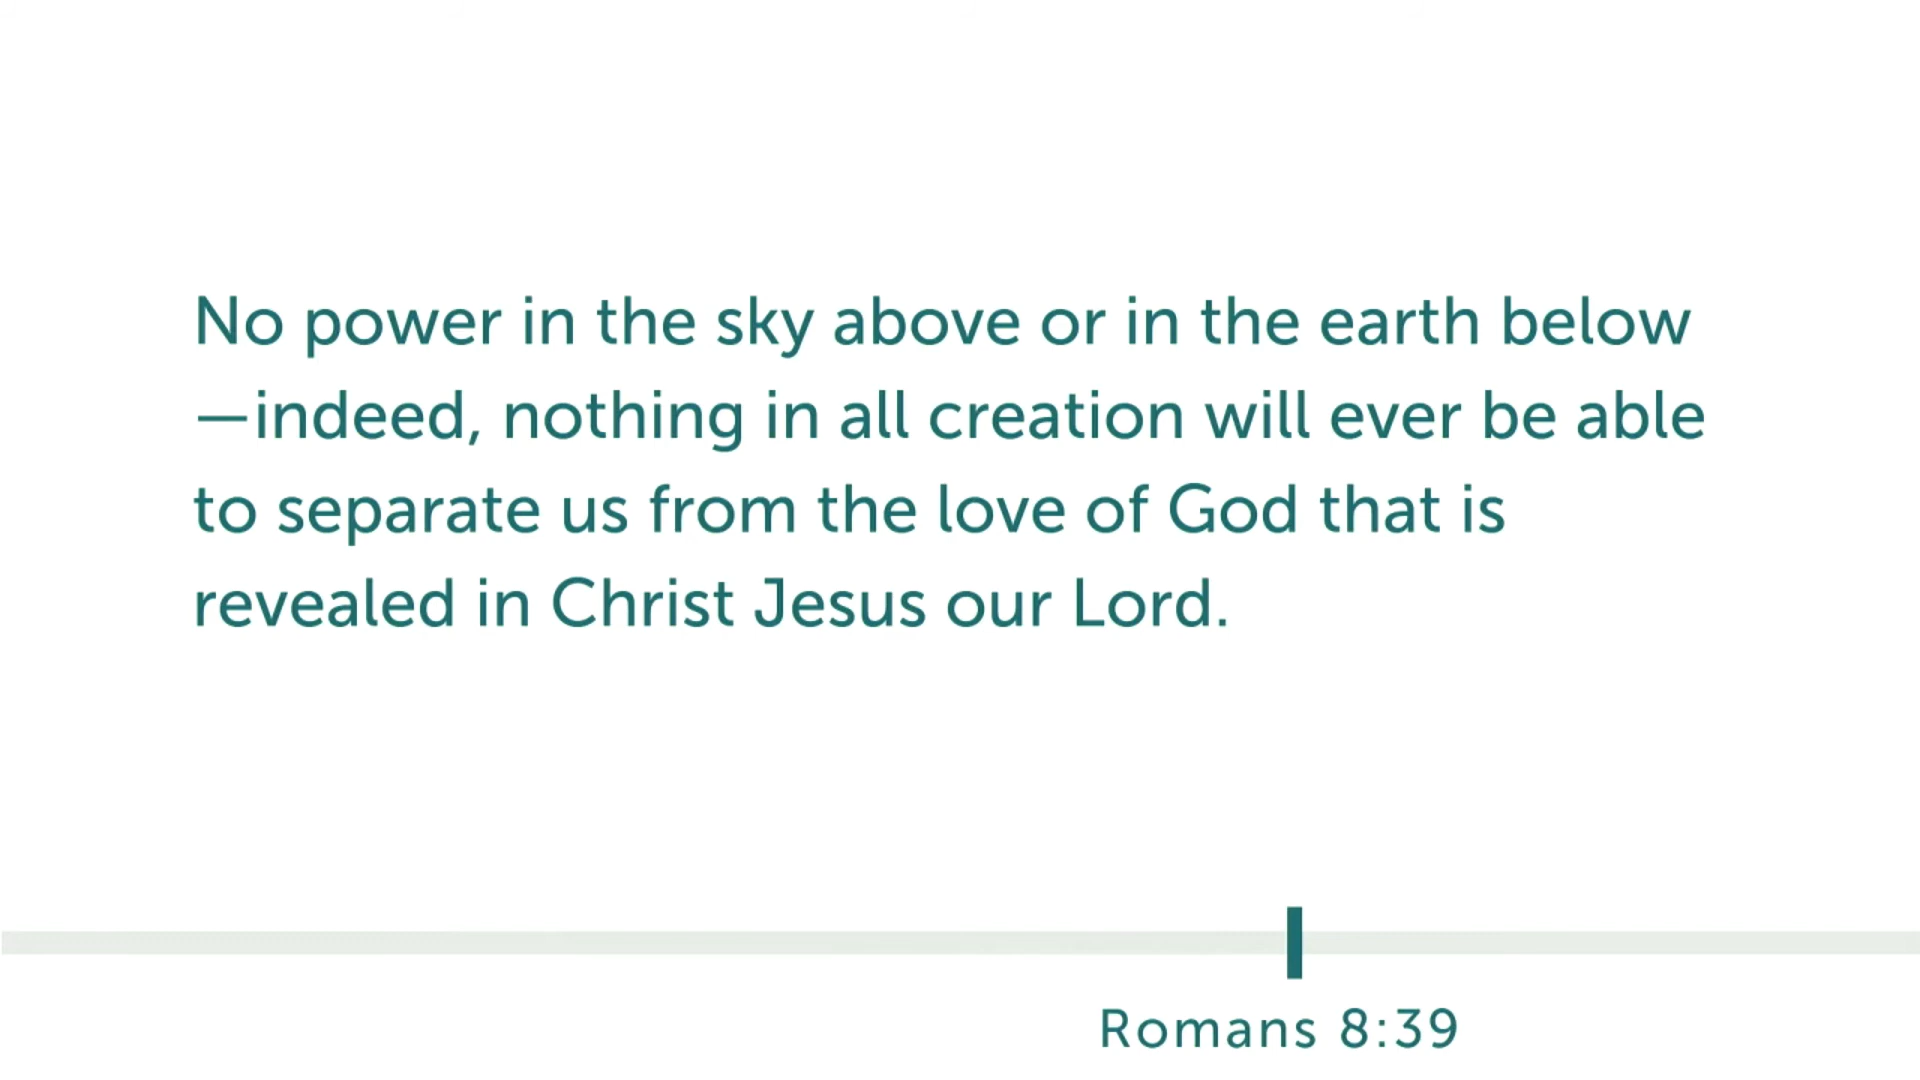 No power in the sky above or in the earth below
—indeed, nothing in all creation will ever be able
to separate us from the love of God that is
revealed in Christ Jesus our Lord.
Romans 8:39